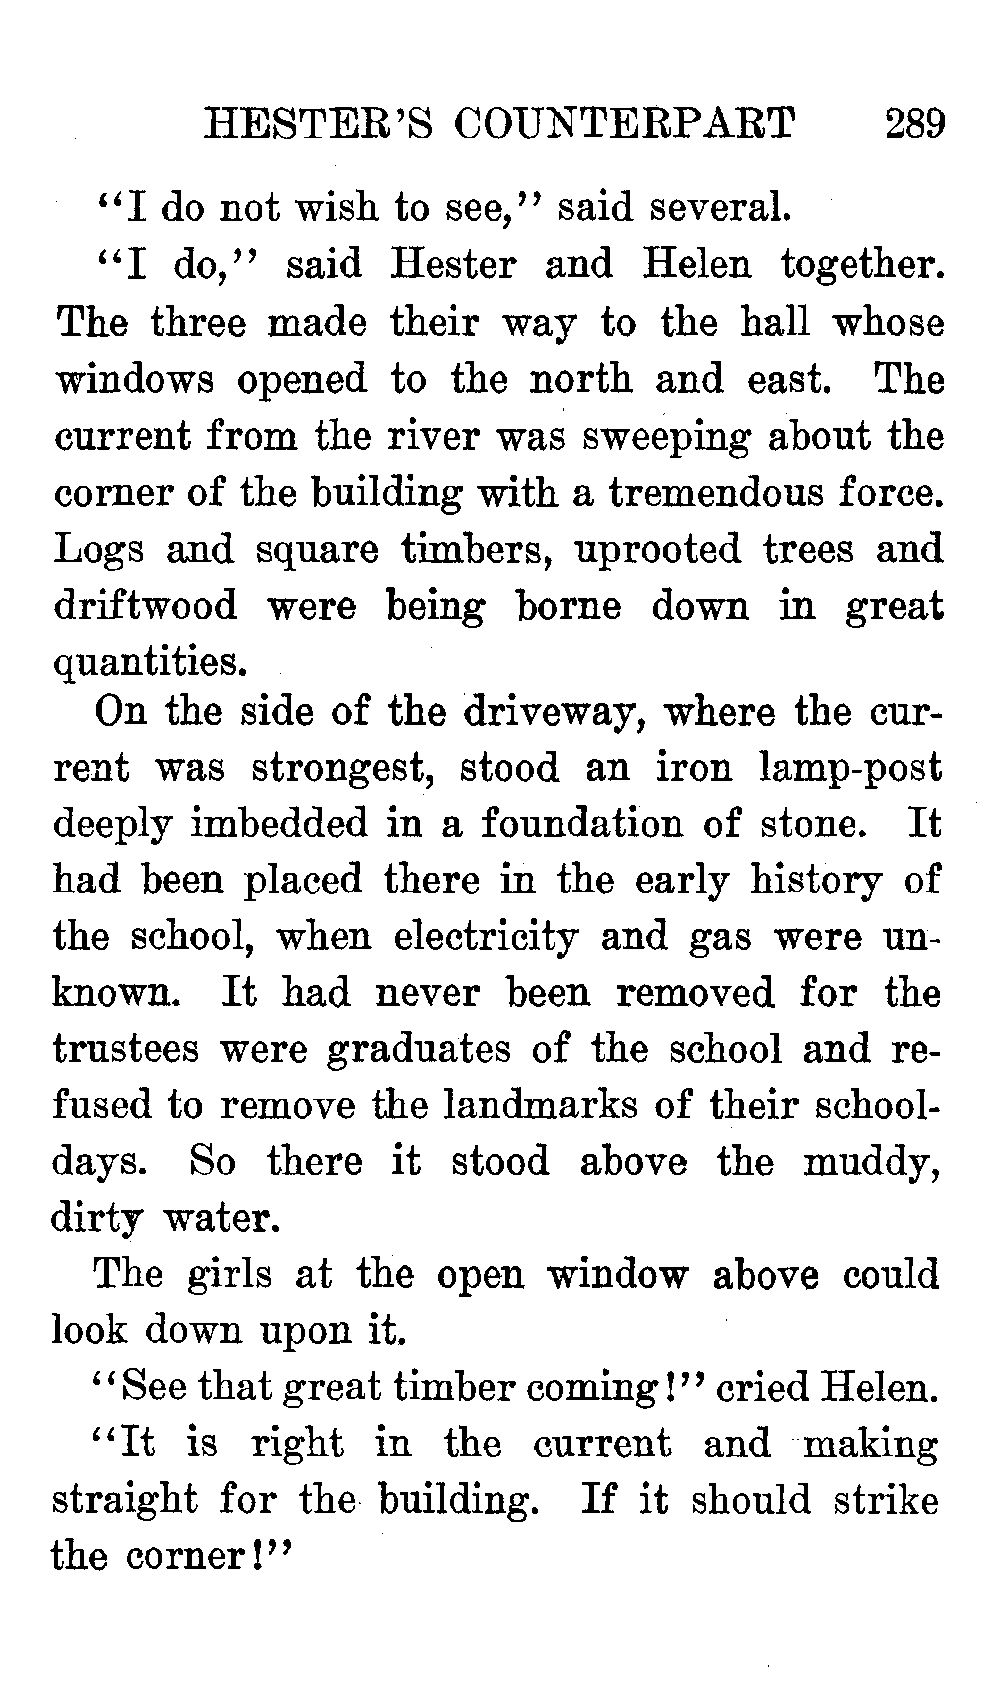 HESTER'S COUNTERPART 289
"I do not wish to see," said several.
"I do," said Hester and Helen together.
The three made their way to the hall whose
windows opened to the north and east. The
current from the river was sweeping about the
corner of the building with a tremendous force.
Logs and square timbers, uprooted trees and
driftwood were being borne down in great
quantities.
On the side of the driveway, where the cur-
rent was strongest, stood an iron lamp-post
deeply imbedded in a foundation of stone. It
had been placed there in the early history of
the school, when electricity and gas were un-
known. It had never been removed for the
trustees were graduates of the school and re-
fused to remove the landmarks of their school-
days. So there it stood above the muddy,
dirty water.
The girls at the open window above could
look down upon it.
"See that great timber coming!" cried Helen.
"It is right in the current and making
straight for the building. If it should strike
the corner!"